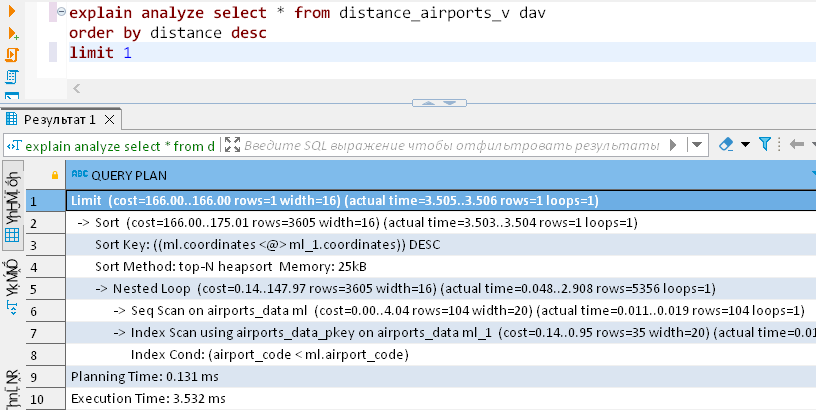 explain analyze select * from distance_airports_v dav
order by distance desc
limit 1
Результат 1
explain analyze select * from d
Введите SQL выражение чтобы отфильтровать результаты
ABC QUERY PLAN
1 Limit (cost=166.00..166.00 rows=1 width=16) (actual time=3.505..3.506 rows=1 loops=1)
2 -> Sort (cost=166.00..175.01 rows=3605 width=16) (actual time=3.503..3.504 rows=1 loops=1)
3 Sort Key: ((ml.coordinates <@> ml_1.coordinates)) DESC
4 Sort Method: top-N heapsort Memory: 25kB
5 -> Nested Loop (cost=0.14..147.97 rows=3605 width=16) (actual time=0.048..2.908 rows=5356 loops=1)
6 -> Seq Scan on airports_data ml (cost=0.00..4.04 rows=104 width=20) (actual time=0.011..0.019 rows=104 loops=1)
7 -> Index Scan using airports_data_pkey on airports_data ml_1 (cost=0.14..0.95 rows=35 width=20) (actual time=0.01
8 Index Cond: (airport_code < ml.airport_code)
9 Planning Time: 0.131 ms
10 Execution Time: 3.532 ms